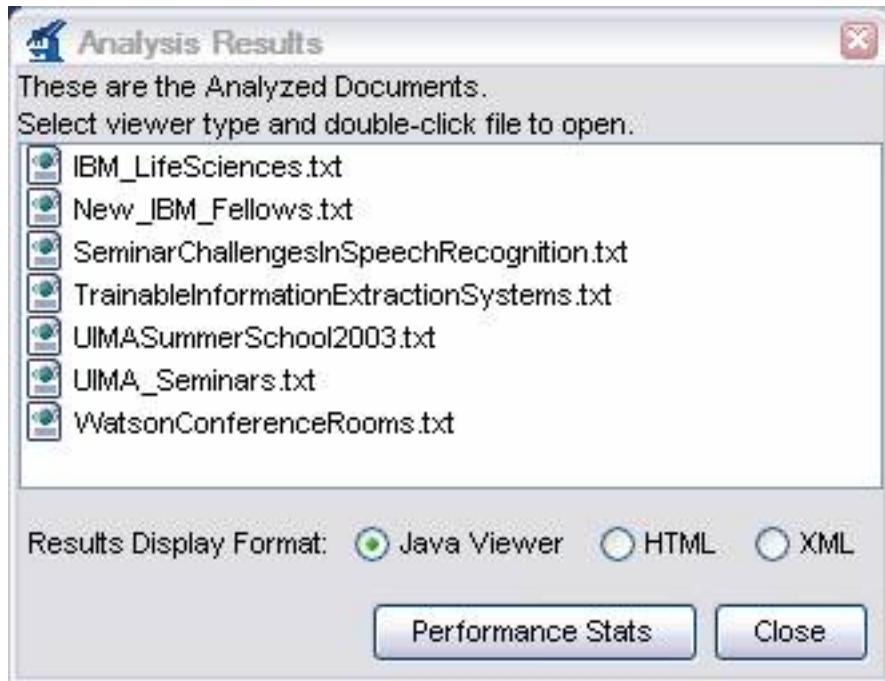 Analysis Results
These are the Analyzed Documents.
Select viewer type and double-click file to open.
IBM_LifeSciences.txt
New_IBM_Fellows.txt
SeminarChallengesInSpeechRecognition.txt
TrainableInformationExtractionSystems.txt
UIMASummerSchool2003.txt
UIMA_Seminars.txt
WatsonConferenceRooms.txt
Results Display Format: Java Viewer HTML XML
Performance Stats Close